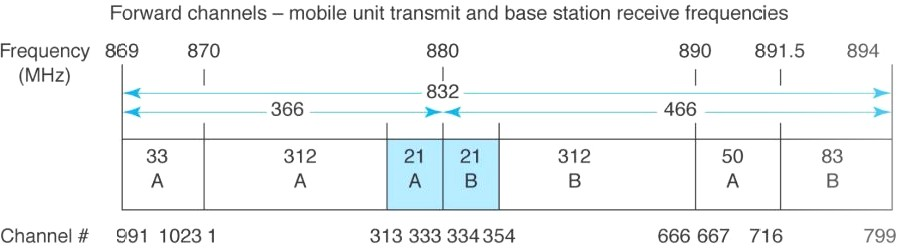 Forward channels – mobile unit transmit and base station receive frequencies
Frequency 869 870 880 890 891.5 894
(MHz)
832
366 466
33 312 21 21 312 50 83
A A A B B A B
Channel # 991 1023 1 313 333 334 354 666 667 716 799